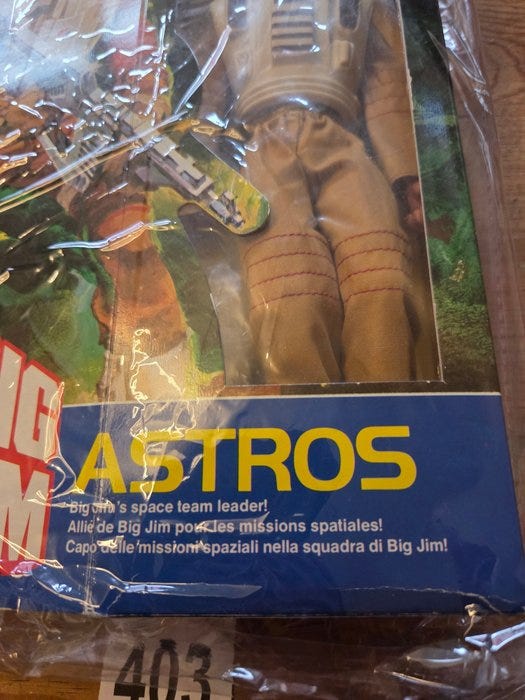 IG
M
ASTROS
Big Jim's space team leader!
Allié de Big Jim pour les missions spatiales!
Capo delle missioni spaziali nella squadra di Big Jim!
403